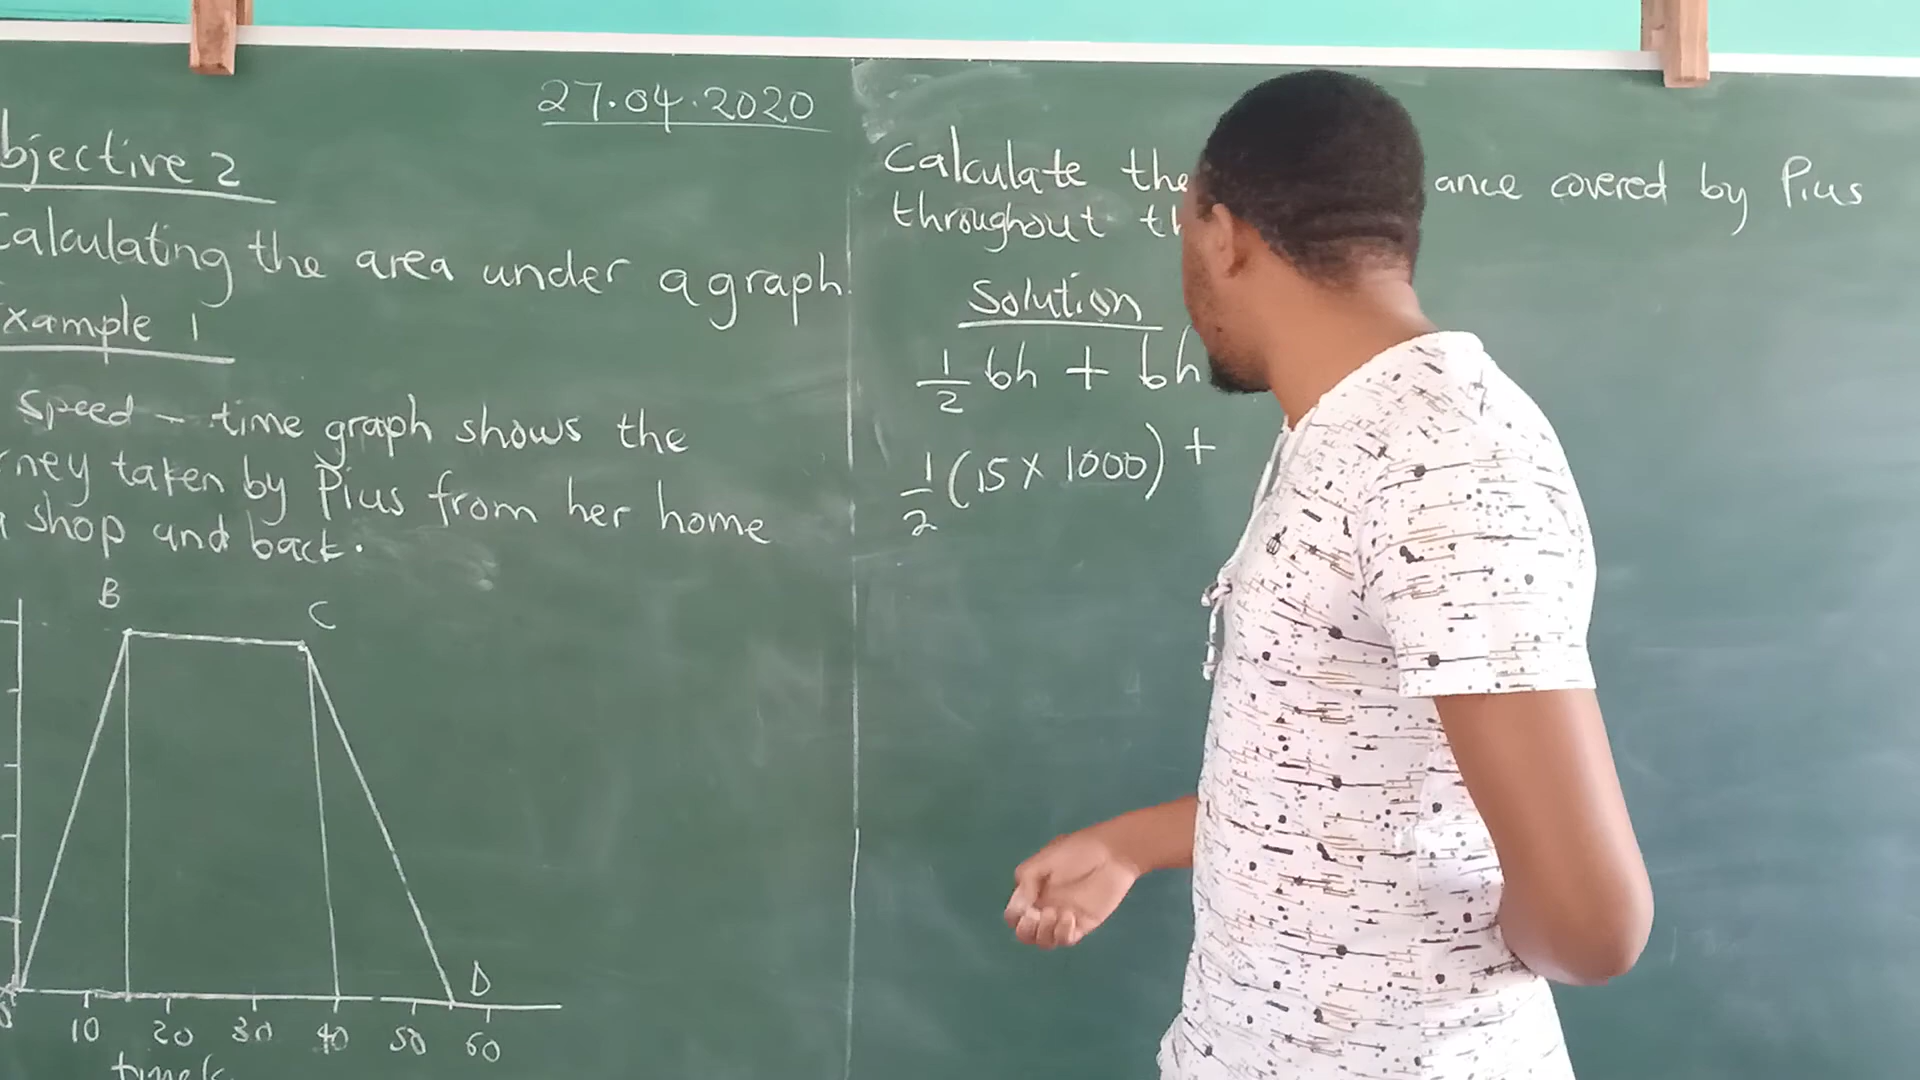 27.04.2020
bjective 2
Calculating the area under a graph.
xample 1
speed - time graph shows the
ney taken by Pius from her home
shop and back.
B
C
D
10 20 30 40 50 60
Calculate the ance covered by Pius
throughout th
Solution
1/2 bh + bh
1/2 (15 x 1000) +